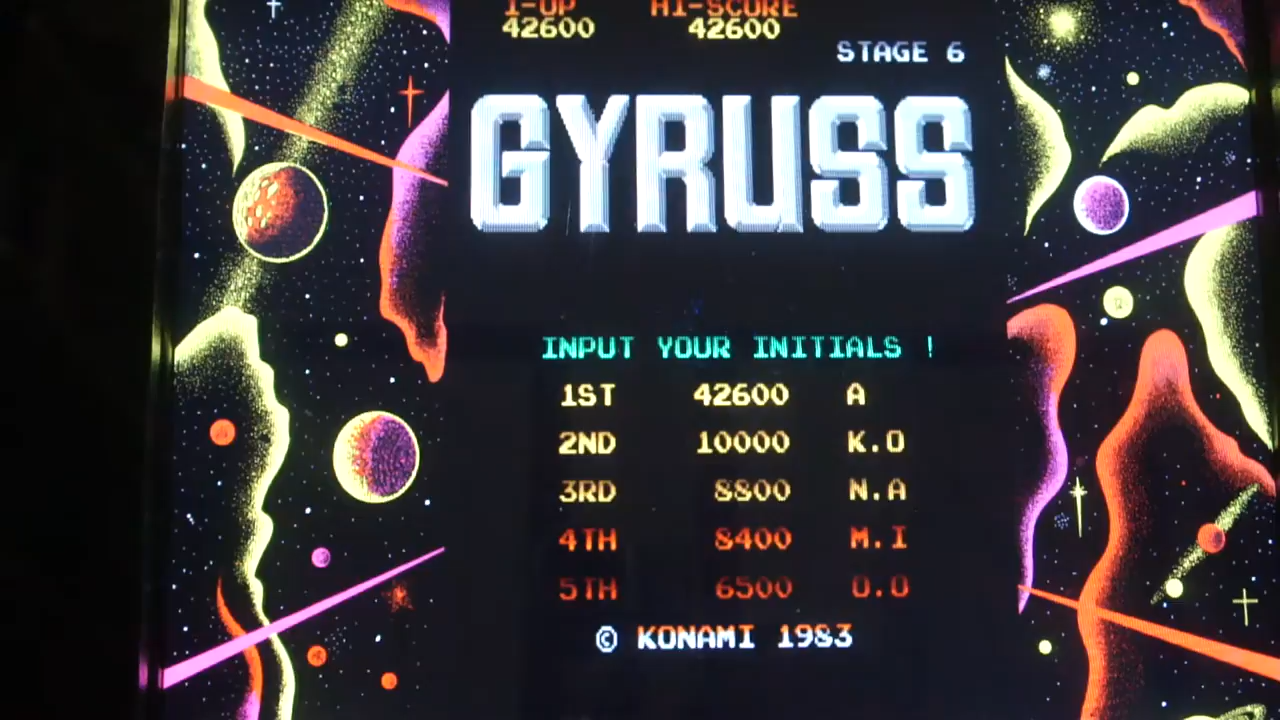 1-UP HI-SCORE
42600 42600
STAGE 6
GYRUSS
INPUT YOUR INITIALS !
1ST 42600 A
2ND 10000 K.O
3RD 8800 N.A
4TH 8400 M.I
5TH 6500 O.O
© KONAMI 1983